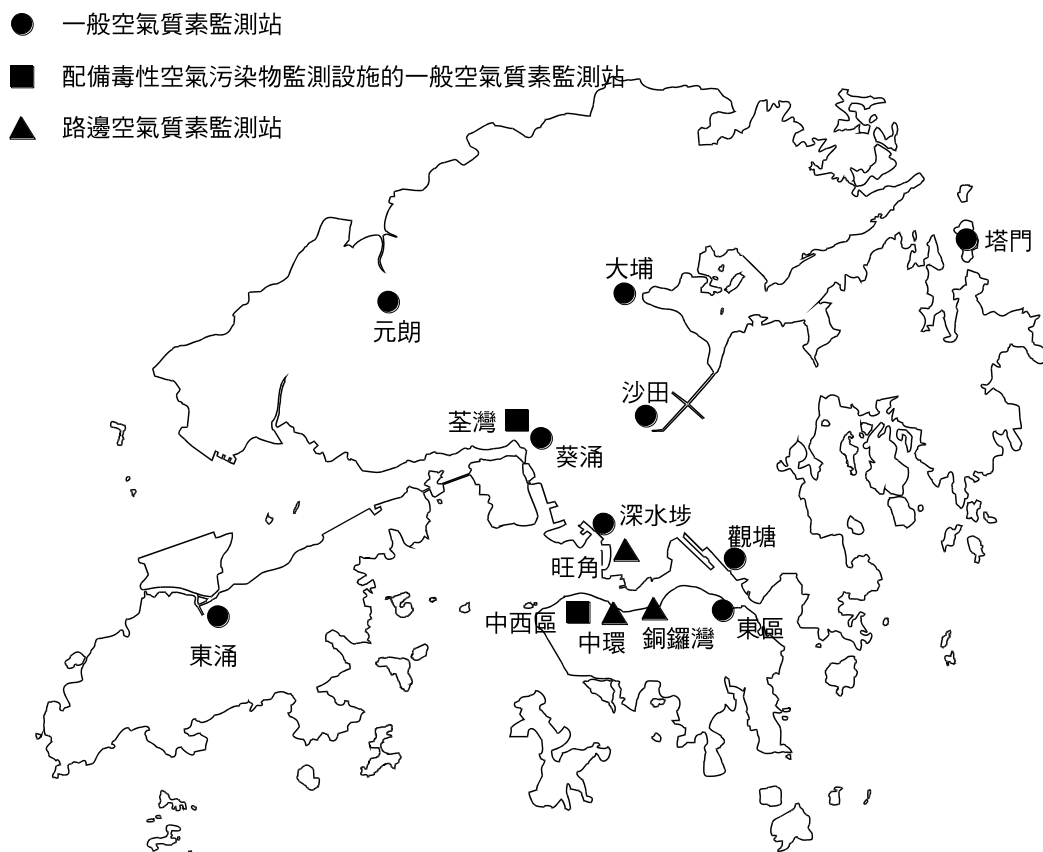 一般空氣質素監測站
配備毒性空氣污染物監測設施的一般空氣質素監測站
路邊空氣質素監測站
塔門
大埔
元朗
沙田
荃灣
葵涌
深水埗
觀塘
旺角
中西區
中環
銅鑼灣
東區
東涌